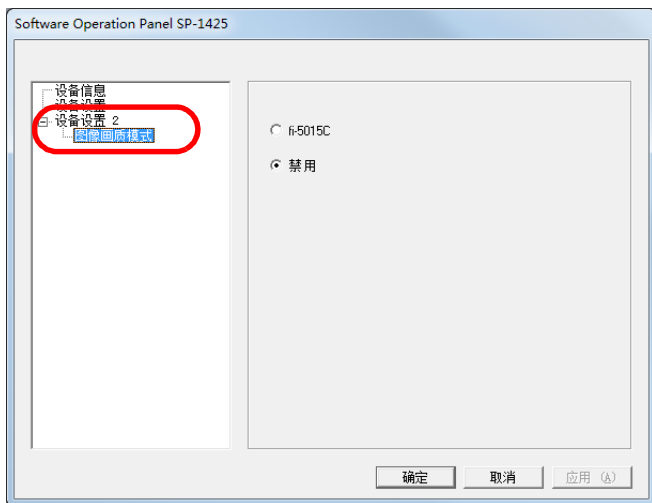 Software Operation Panel SP-1425
设备信息
设备设置
设备设置 2
图像画质模式
fi-5015C
禁用
确定
取消
应用 (A)